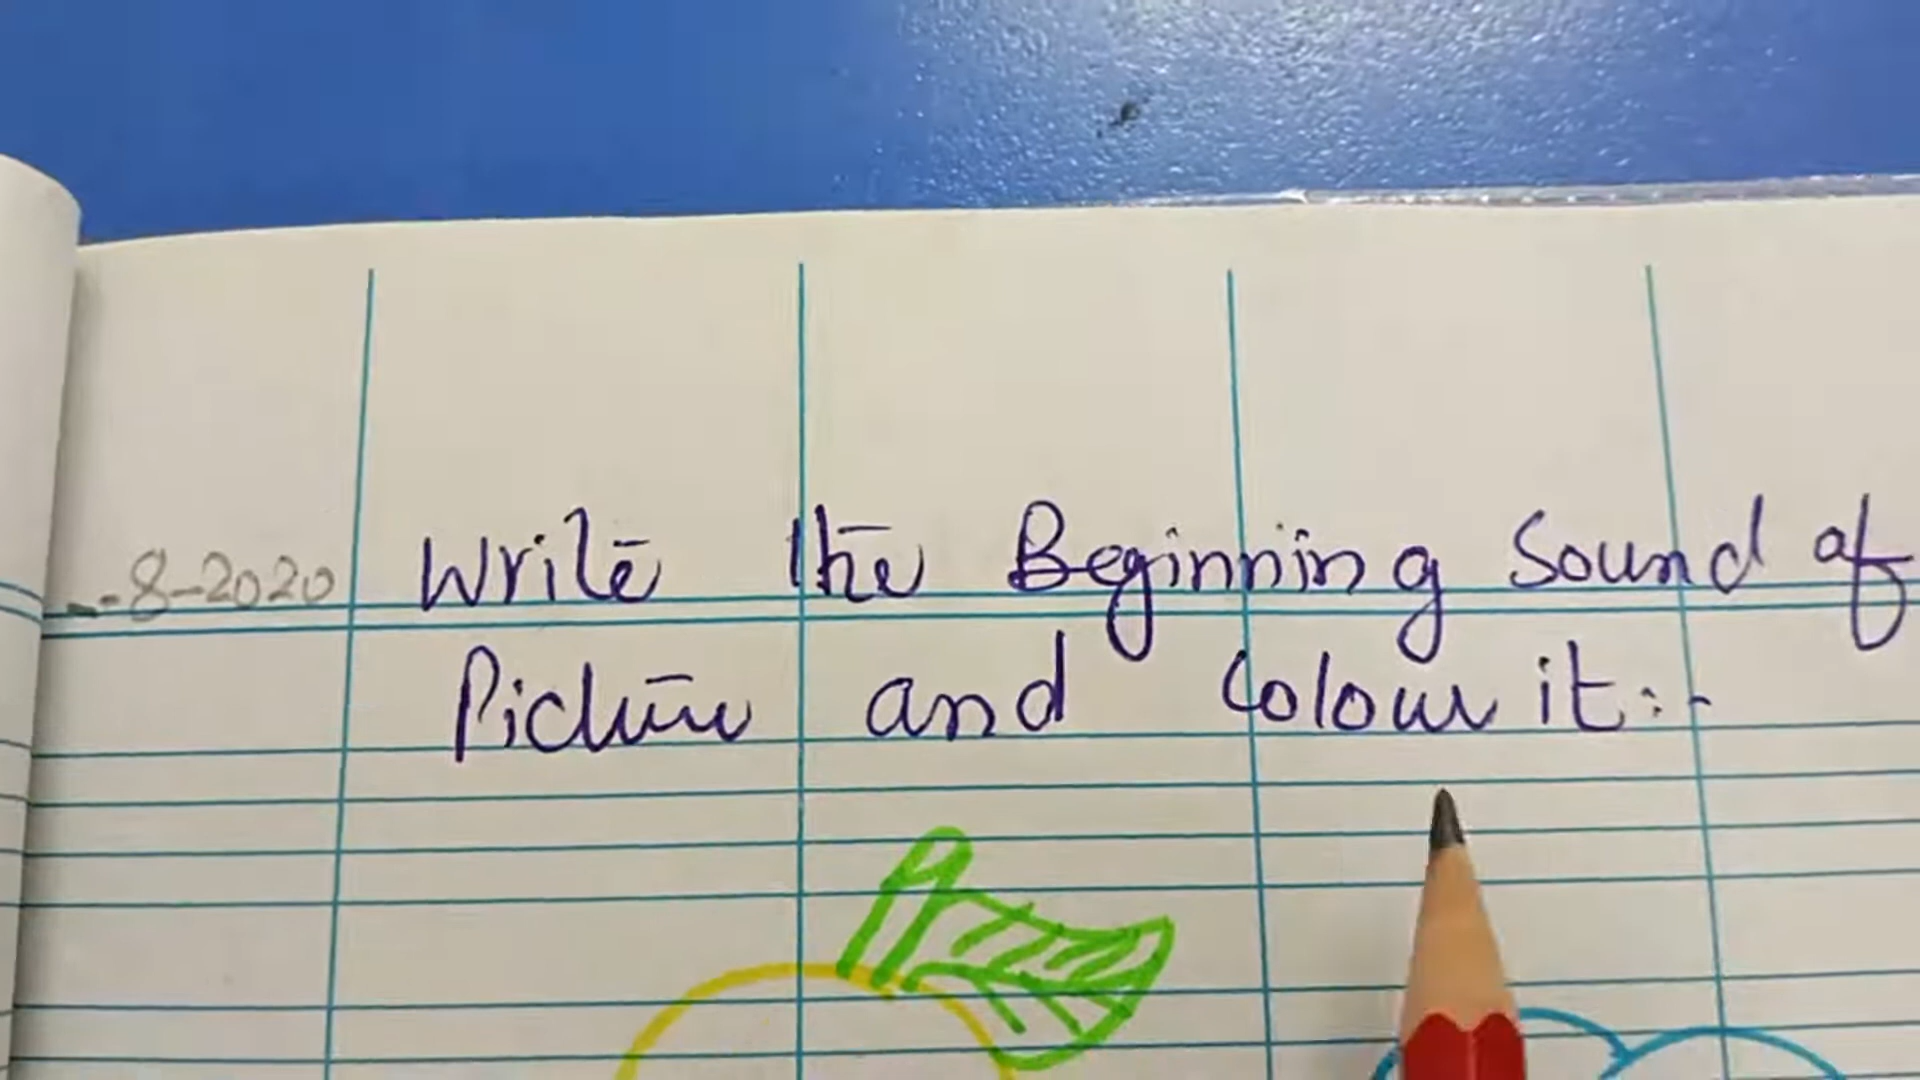 -8-2020 Write the Beginning Sound of
Picture and Colour it:-